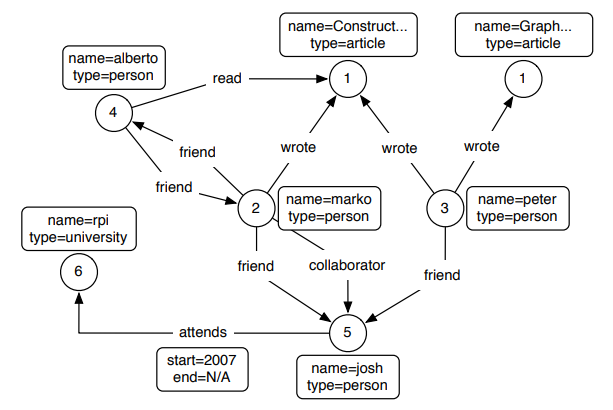 name=Construct...
type=article
name=Graph...
type=article
name=alberto
type=person
read
1
1
4
friend
wrote
wrote
wrote
friend
2
name=marko
type=person
3
name=peter
type=person
name=rpi
type=university
6
friend
collaborator
friend
attends
5
start=2007
end=N/A
name=josh
type=person